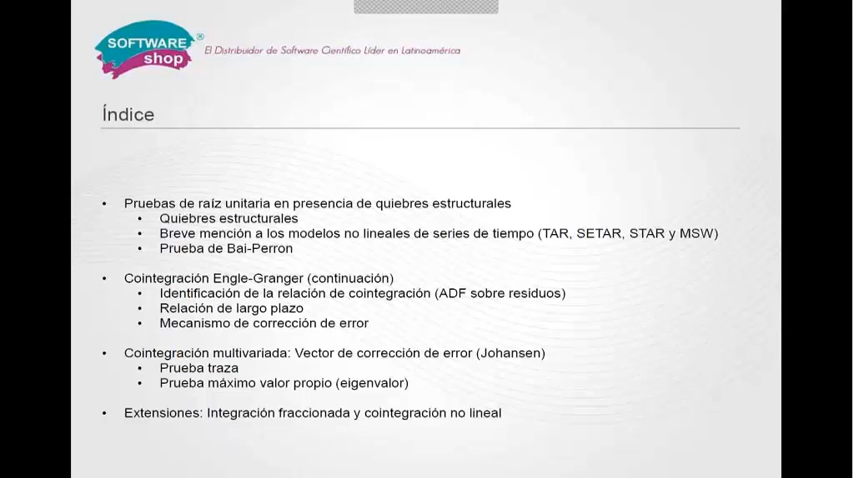 SOFTWARE®
shop
El Distribuidor de Software Científico Líder en Latinoamérica
Índice
• Pruebas de raíz unitaria en presencia de quiebres estructurales
• Quiebres estructurales
• Breve mención a los modelos no lineales de series de tiempo (TAR, SETAR, STAR y MSW)
• Prueba de Bai-Perron
• Cointegración Engle-Granger (continuación)
• Identificación de la relación de cointegración (ADF sobre residuos)
• Relación de largo plazo
• Mecanismo de corrección de error
• Cointegración multivariada: Vector de corrección de error (Johansen)
• Prueba traza
• Prueba máximo valor propio (eigenvalor)
• Extensiones: Integración fraccionada y cointegración no lineal